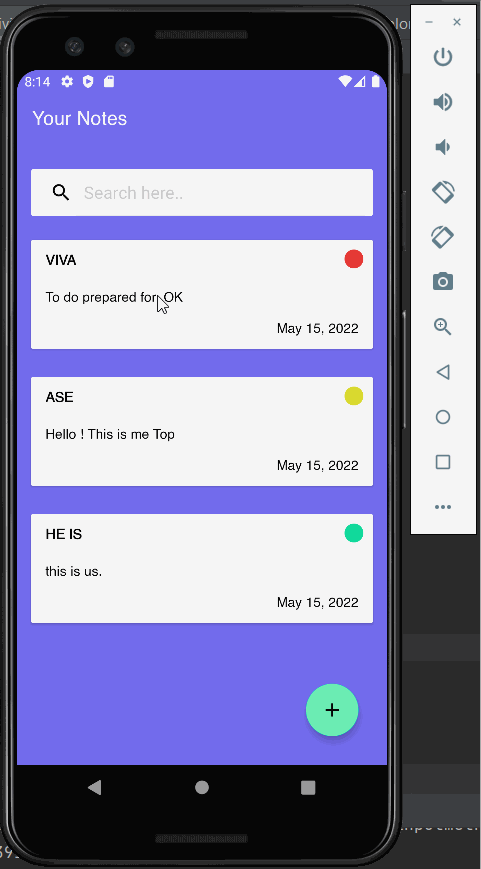 8:14
Your Notes
Search here..
VIVA
To do prepared for OK
May 15, 2022
ASE
Hello ! This is me Top
May 15, 2022
HE IS
this is us.
May 15, 2022